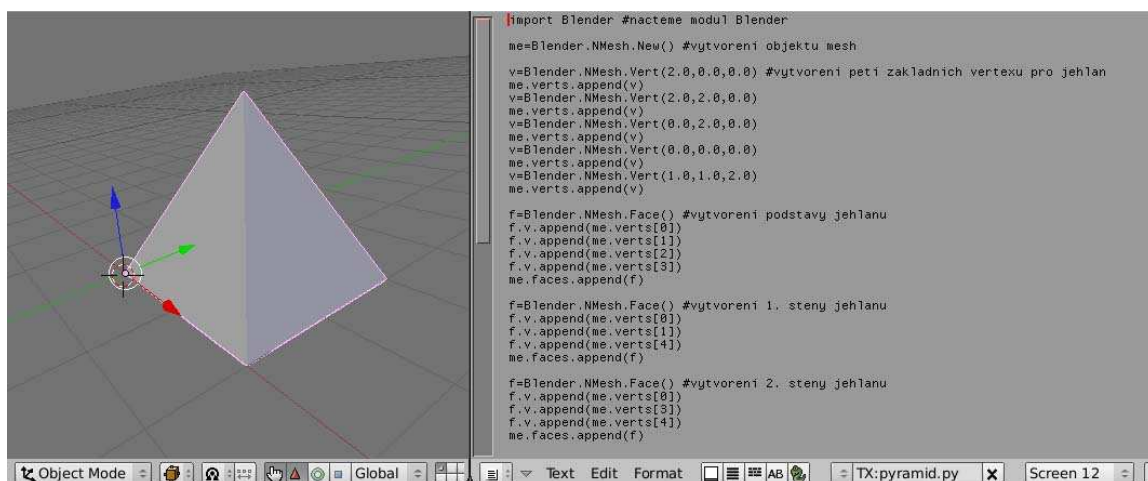 import Blender #nacteme modul Blender
me=Blender.NMesh.New() #vytvoreni objektu mesh
v=Blender.NMesh.Vert(2.0,0.0,0.0) #vytvoreni peti zakladnich vertexu pro jehlan
me.verts.append(v)
v=Blender.NMesh.Vert(2.0,2.0,0.0)
me.verts.append(v)
v=Blender.NMesh.Vert(0.0,2.0,0.0)
me.verts.append(v)
v=Blender.NMesh.Vert(0.0,0.0,0.0)
me.verts.append(v)
v=Blender.NMesh.Vert(1.0,1.0,2.0)
me.verts.append(v)
f=Blender.NMesh.Face() #vytvoreni podstavy jehlanu
f.v.append(me.verts[0])
f.v.append(me.verts[1])
f.v.append(me.verts[2])
f.v.append(me.verts[3])
me.faces.append(f)
f=Blender.NMesh.Face() #vytvoreni 1. steny jehlanu
f.v.append(me.verts[0])
f.v.append(me.verts[1])
f.v.append(me.verts[4])
me.faces.append(f)
f=Blender.NMesh.Face() #vytvoreni 2. steny jehlanu
f.v.append(me.verts[0])
f.v.append(me.verts[3])
f.v.append(me.verts[4])
me.faces.append(f)
Object Mode Global Text Edit Format AB TX:pyramid.py X Screen 12